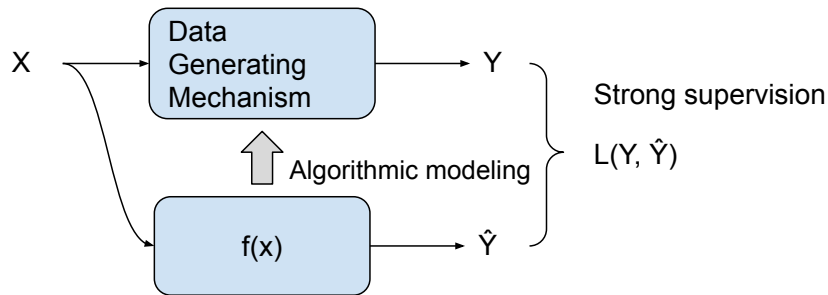 X
Data
Generating
Mechanism
Y
Strong supervision
L(Y, Ŷ)
Algorithmic modeling
f(x)
Ŷ